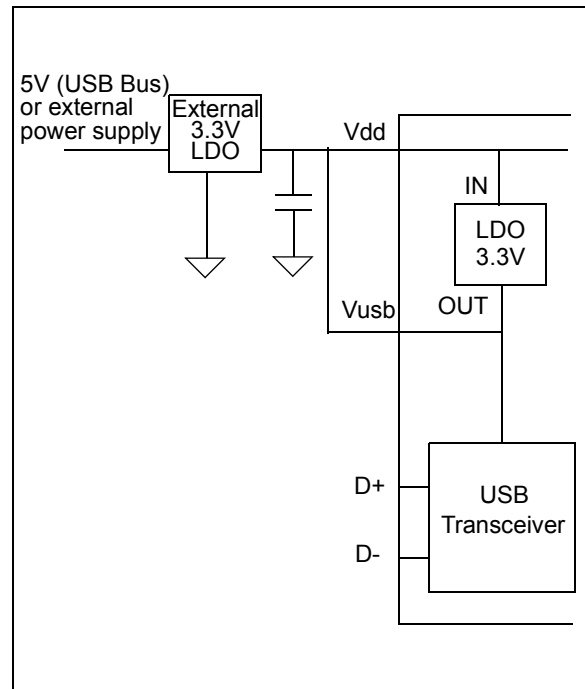 5V (USB Bus)
or external
power supply
External
3.3V
LDO
Vdd
IN
LDO
3.3V
Vusb
OUT
D+
USB
Transceiver
D-